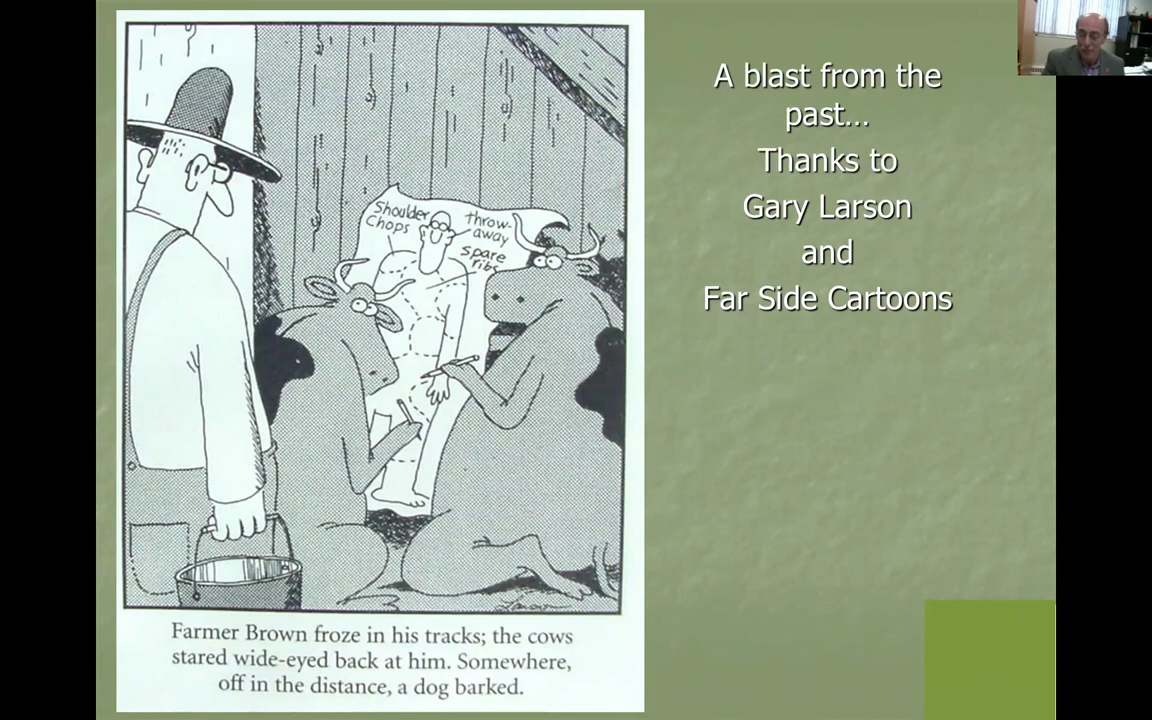 Shoulder
Chops
throw-
away
spare
ribs
Larson
Farmer Brown froze in his tracks; the cows
stared wide-eyed back at him. Somewhere,
off in the distance, a dog barked.
A blast from the
past...
Thanks to
Gary Larson
and
Far Side Cartoons